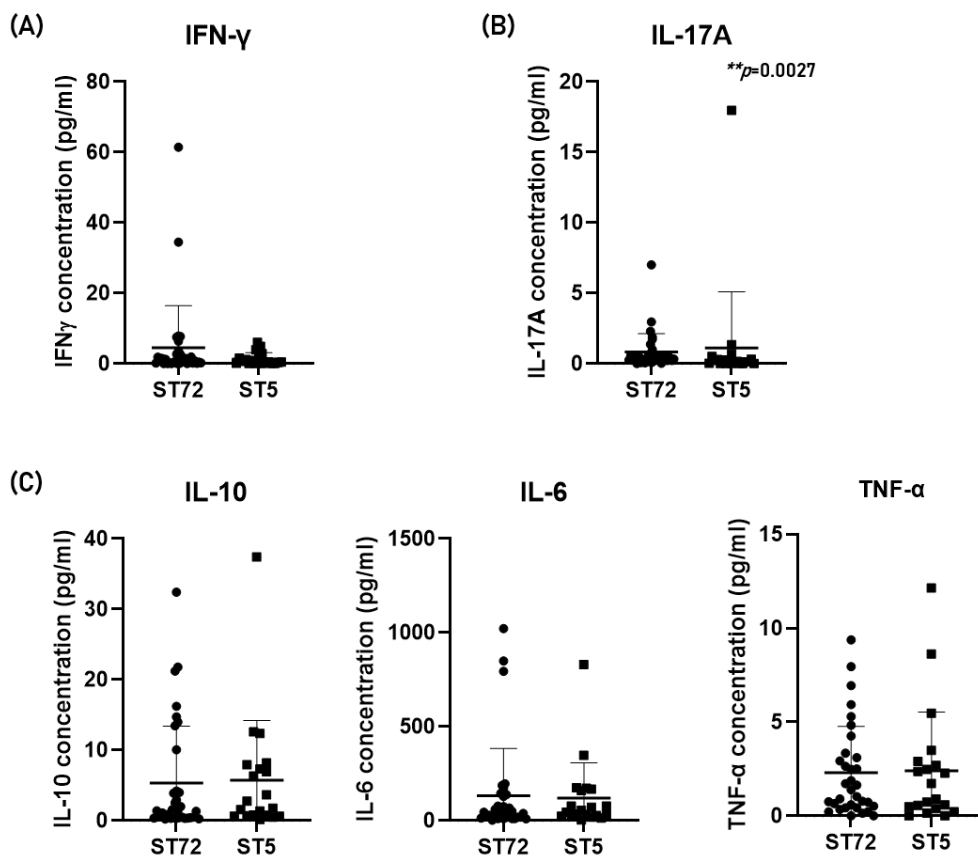 (A)
IFN-γ
IFNγ concentration (pg/ml)
80
60
40
20
0
ST72 ST5
(B)
IL-17A
**p=0.0027
IL-17A concentration (pg/ml)
20
15
10
5
0
ST72 ST5
(C)
IL-10
IL-10 concentration (pg/ml)
40
30
20
10
0
ST72 ST5
IL-6
IL-6 concentration (pg/ml)
1500
1000
500
0
ST72 ST5
TNF-α
TNF-α concentration (pg/ml)
15
10
5
0
ST72 ST5